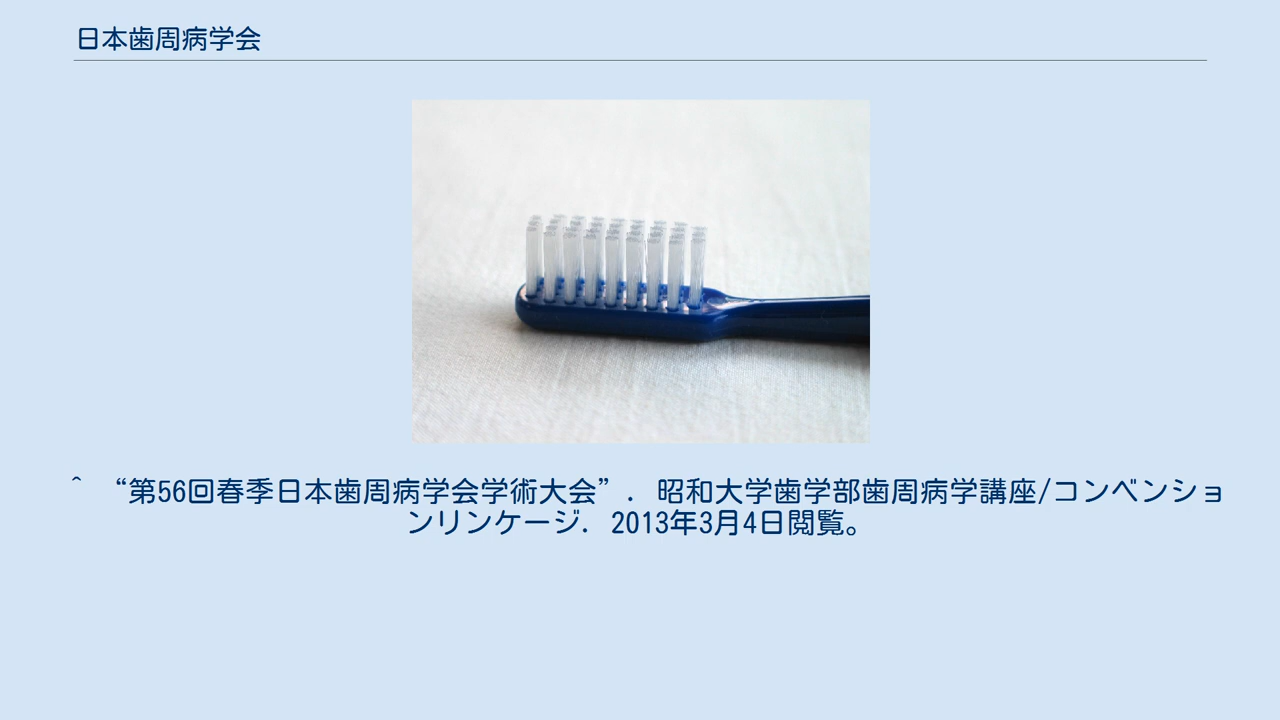 日本歯周病学会
^ “第56回春季日本歯周病学会学術大会”. 昭和大学歯学部歯周病学講座/コンベンショ
ンリンケージ. 2013年3月4日閲覧。